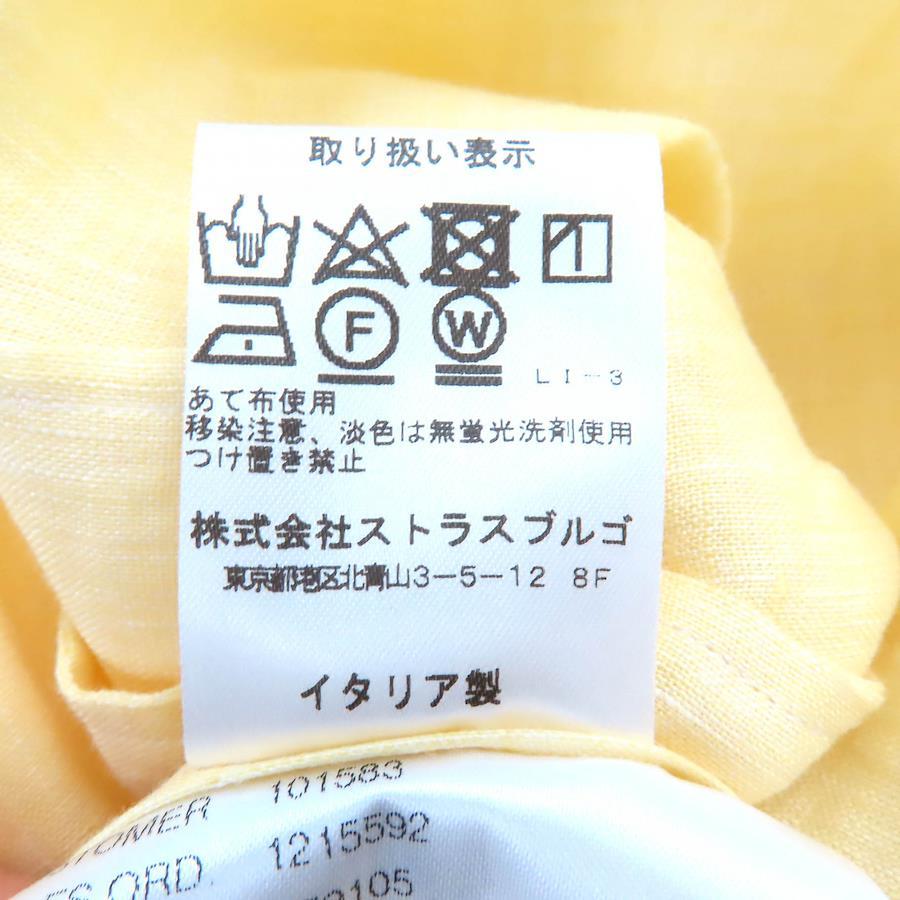 取り扱い表示
F W LI-3
あて布使用
移染注意、淡色は無蛍光洗剤使用
つけ置き禁止
株式会社ストラスブルゴ
東京都港区北青山3-5-12 8F
イタリア製
101583
ORD. 1215592